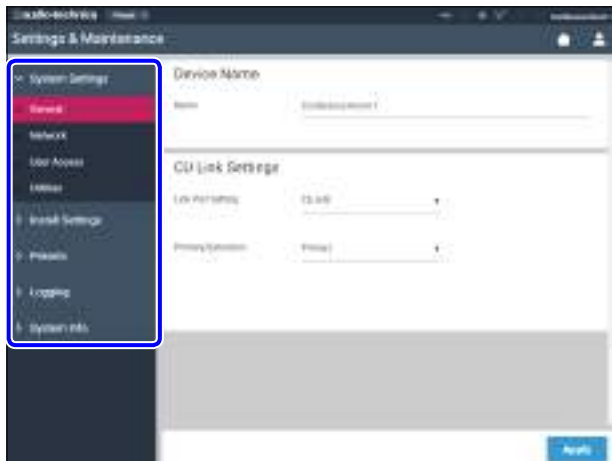 audio-technica
Settings & Maintenance
System Settings
General
Network
User Access
Utilities
Install Settings
Presets
Logging
System Info
Device Name
Name
CU Link Settings
Link Port Setting
Primary/Extension
Primary
Apply